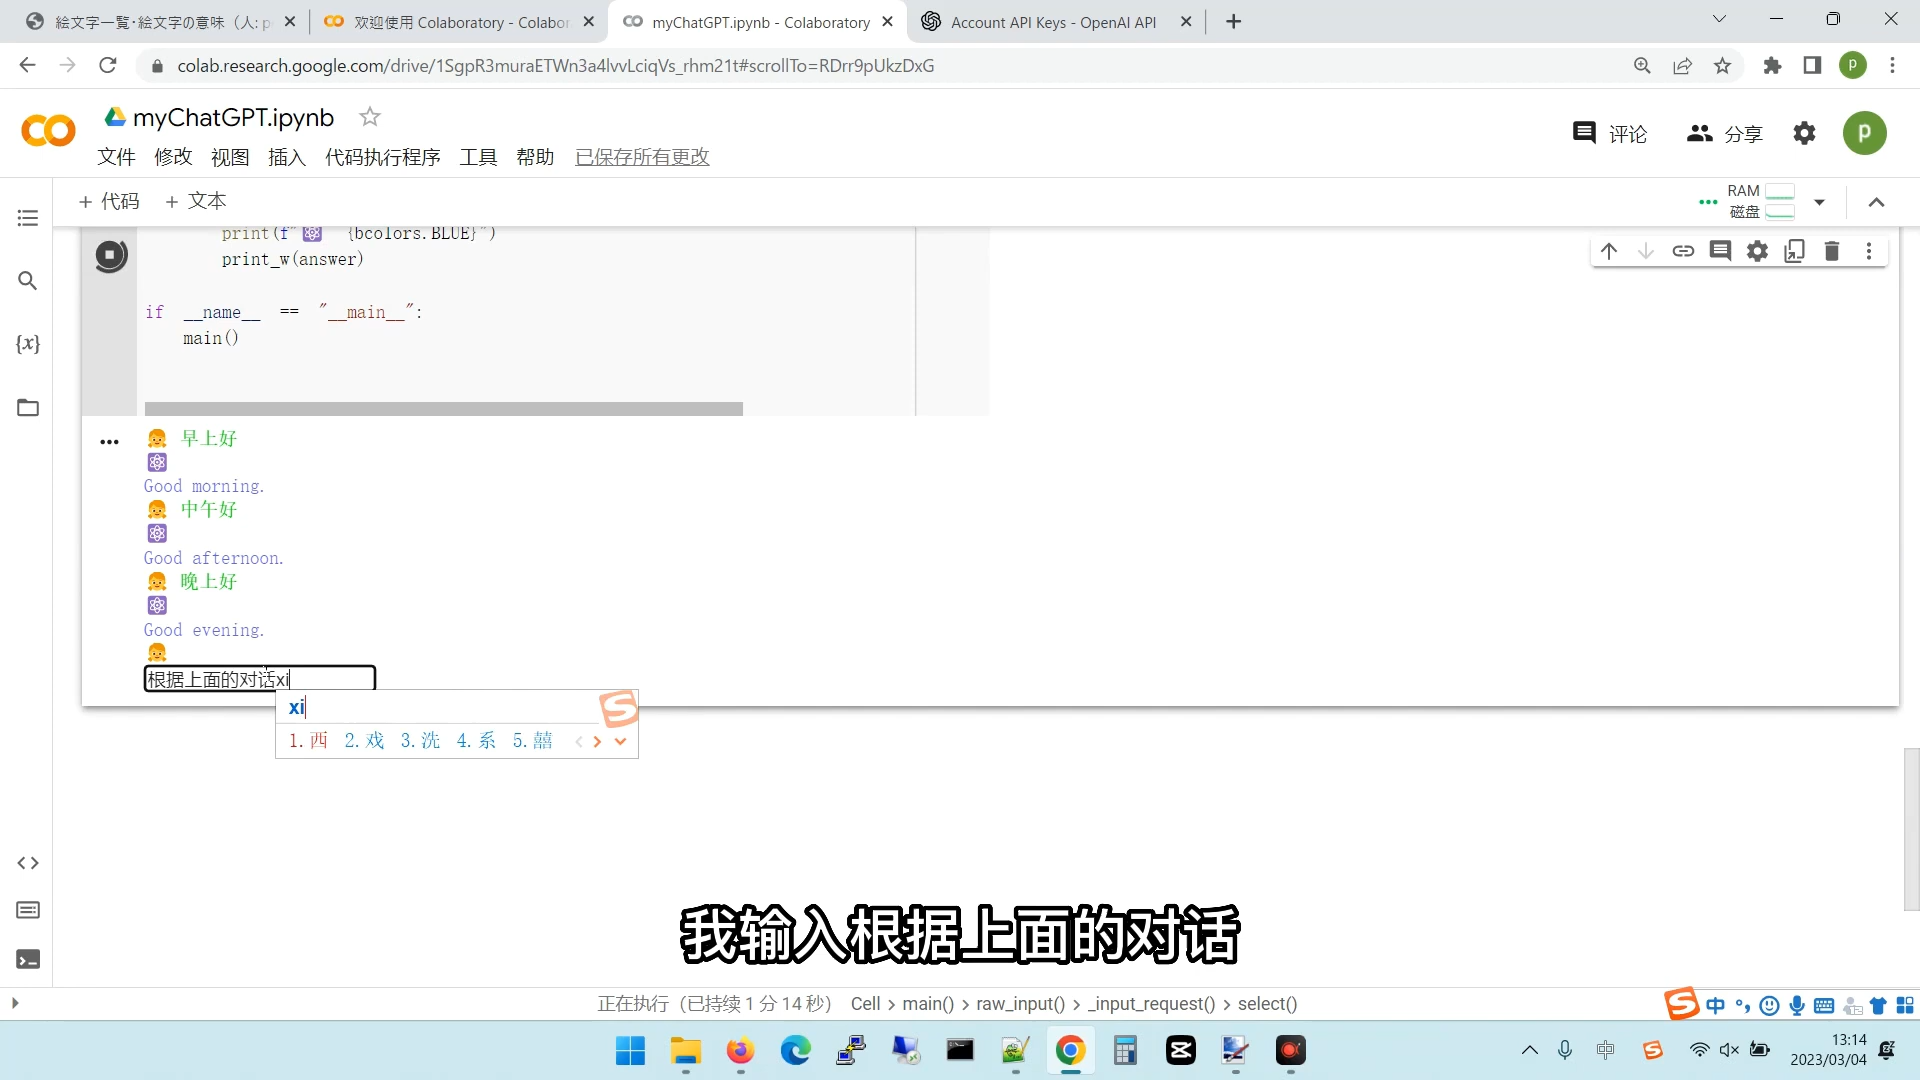 絵文字一覧･絵文字の意味（人: p
欢迎使用 Colaboratory - Colabor
myChatGPT.ipynb - Colaboratory
Account API Keys - OpenAI API
colab.research.google.com/drive/1SgpR3muraETWn3a4lvvLciqVs_rhm21t#scrollTo=RDrr9pUkzDxG
p
myChatGPT.ipynb
文件 修改 视图 插入 代码执行程序 工具 帮助 已保存所有更改
评论
分享
p
+ 代码 + 文本
RAM
磁盘
print(f"⚛ {bcolors.BLUE}")
print_w(answer)
if __name__ == "__main__":
main()
早上好
Good morning.
中午好
Good afternoon.
晚上好
Good evening.
根据上面的对话xi
xi
1.西 2.戏 3.洗 4.系 5.囍
我输入根据上面的对话
正在执行（已持续 1 分 14 秒） Cell > main() > raw_input() > _input_request() > select()
中
中
13:14
2023/03/04